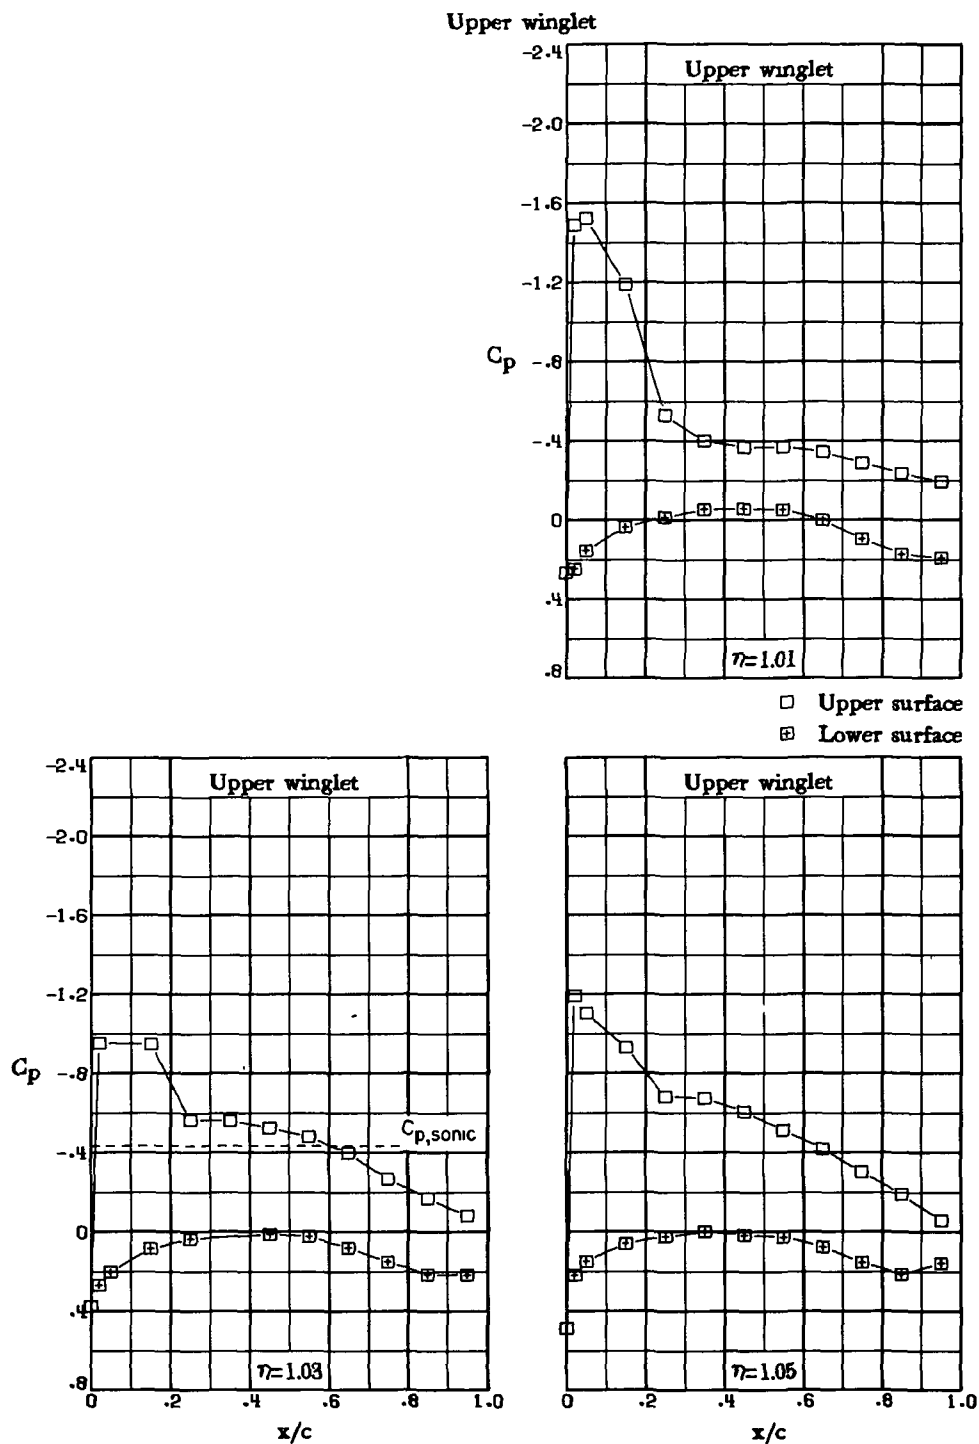 Upper winglet
Upper winglet
-2.4
-2.0
-1.6
-1.2
-.8
-.4
0
.4
.8
Cp
η=1.01
□ Upper surface
⊞ Lower surface
Upper winglet
-2.4
-2.0
-1.6
-1.2
-.8
-.4
0
.4
.8
Cp
Cp,sonic
η=1.03
0 .2 .4 .6 .8 1.0
x/c
Upper winglet
η=1.05
0 .2 .4 .6 .8 1.0
x/c